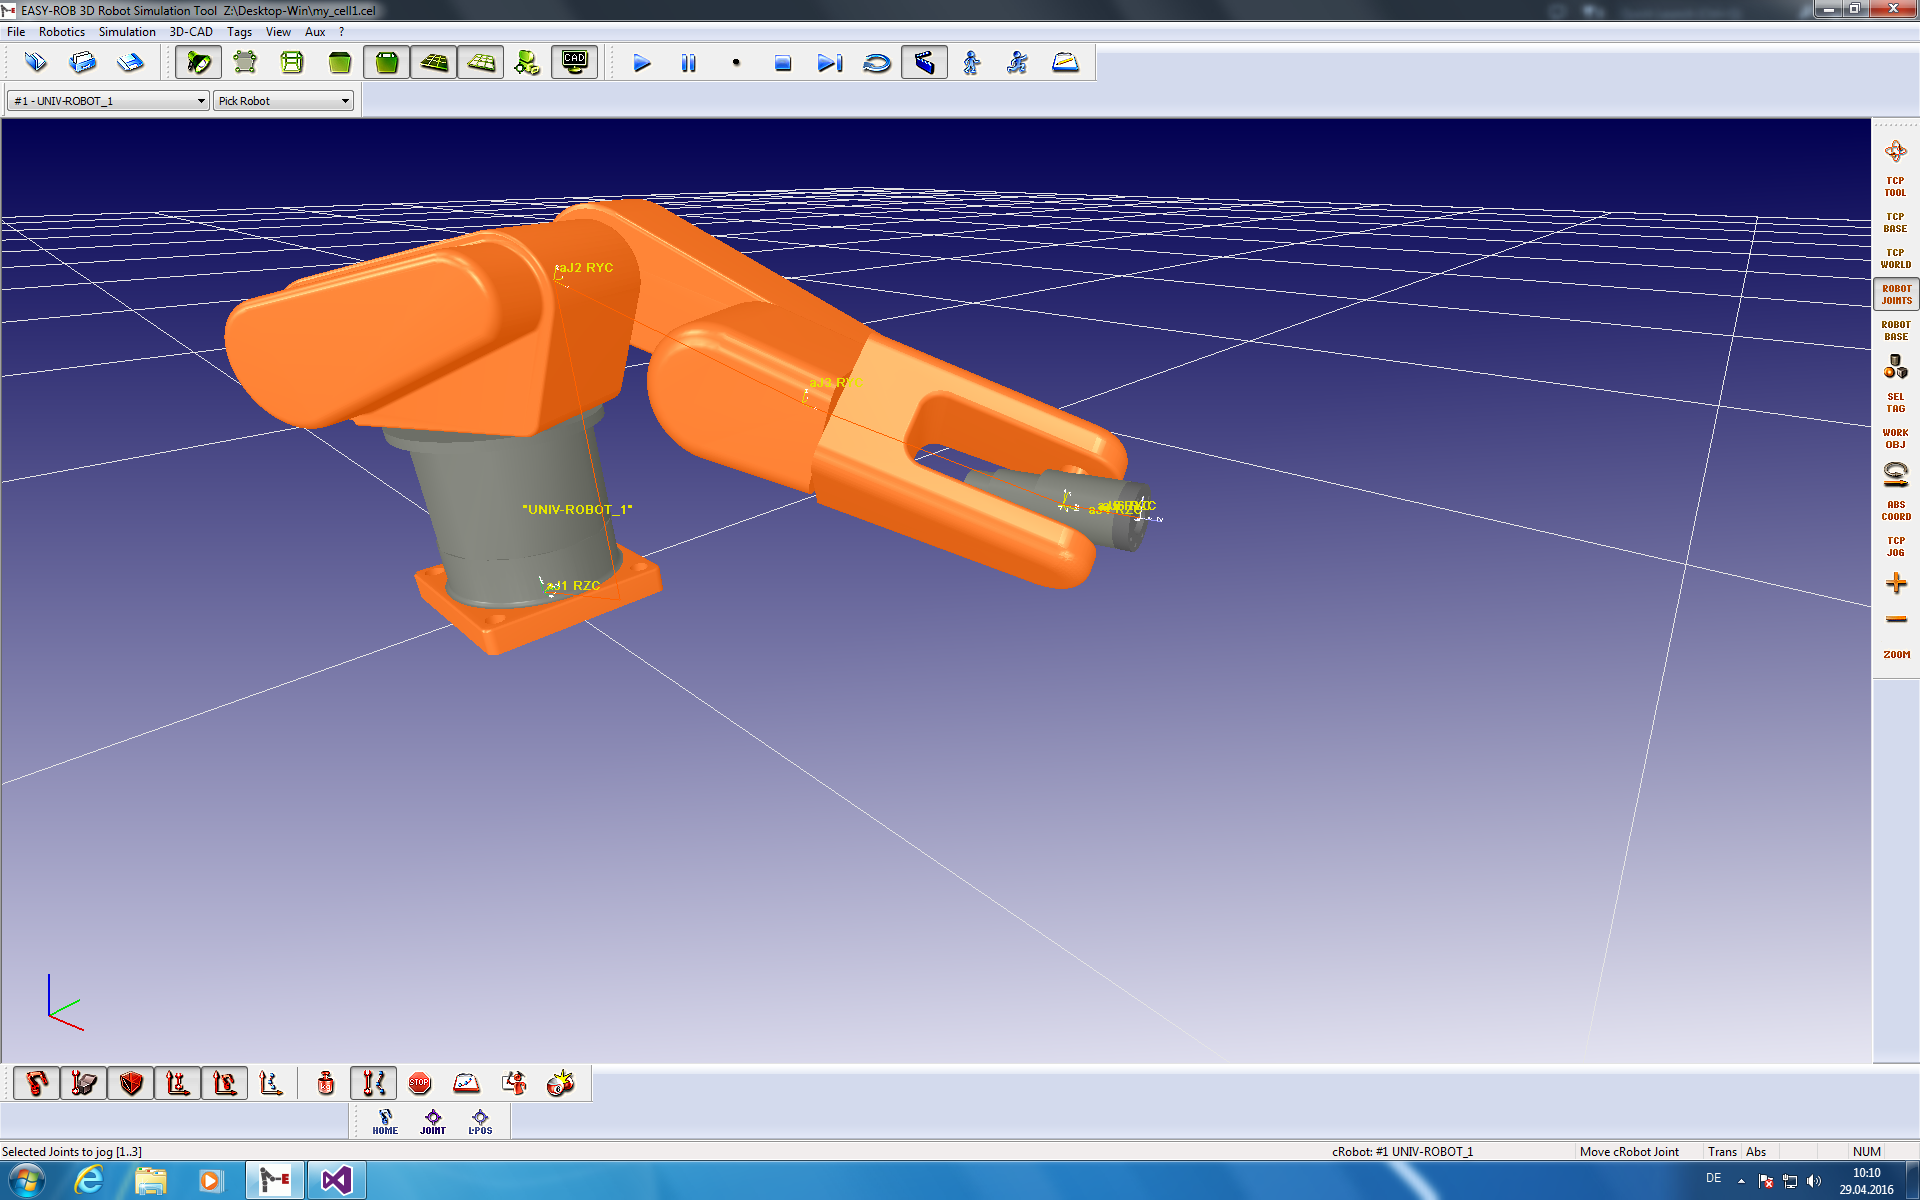 EASY-ROB 3D Robot Simulation Tool Z:\Desktop-Win\my_cell1.cel
File Robotics Simulation 3D-CAD Tags View Aux ?
CAD
#1 - UNIV-ROBOT_1 Pick Robot
TCP
TOOL
TCP
BASE
TCP
WORLD
ROBOT
JOINTS
ROBOT
BASE
SEL
TAG
WORK
OBJ
ABS
COORD
TCP
JOG
ZOOM
aJ2 RYC
aJ3 RYC
"UNIV-ROBOT_1"
aJ1 RZC
STOP
HOME JOINT L-POS
Selected Joints to jog [1..3] cRobot: #1 UNIV-ROBOT_1 Move cRobot Joint Trans Abs NUM
DE 10:10
29.04.2016